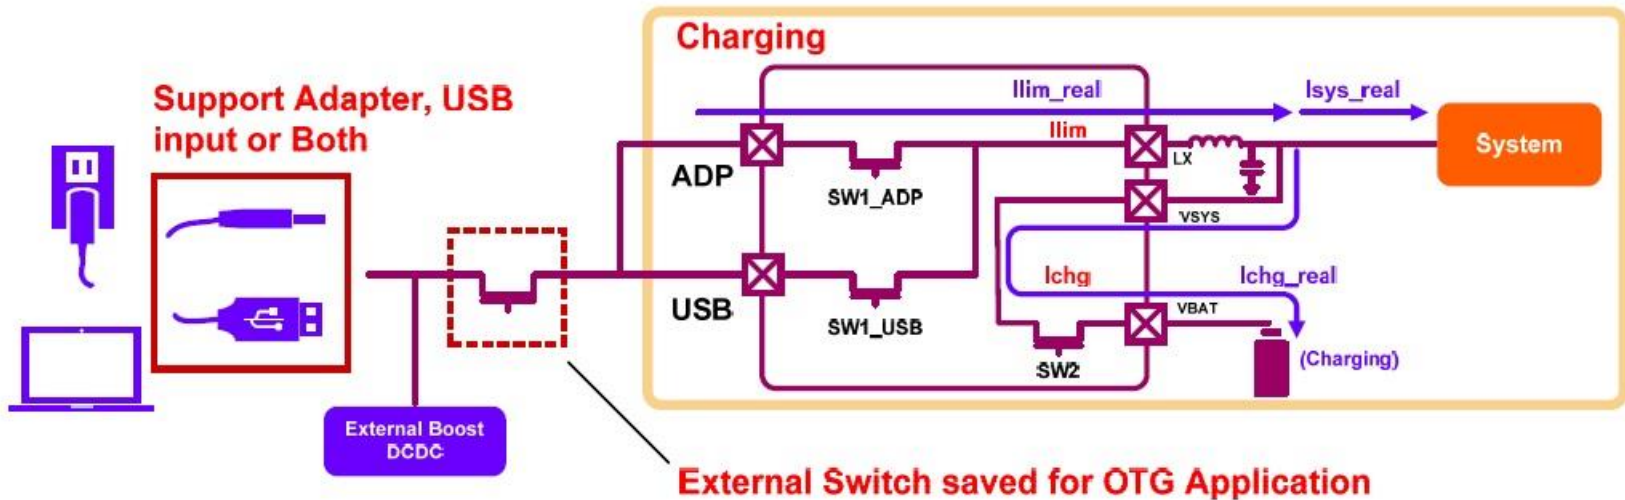 Charging
Support Adapter, USB
input or Both
Ilim_real
Isys_real
Ilim
ADP
SW1_ADP
LX
System
VSYS
USB
SW1_USB
Ichg
Ichg_real
VBAT
SW2
(Charging)
External Boost
DCDC
External Switch saved for OTG Application